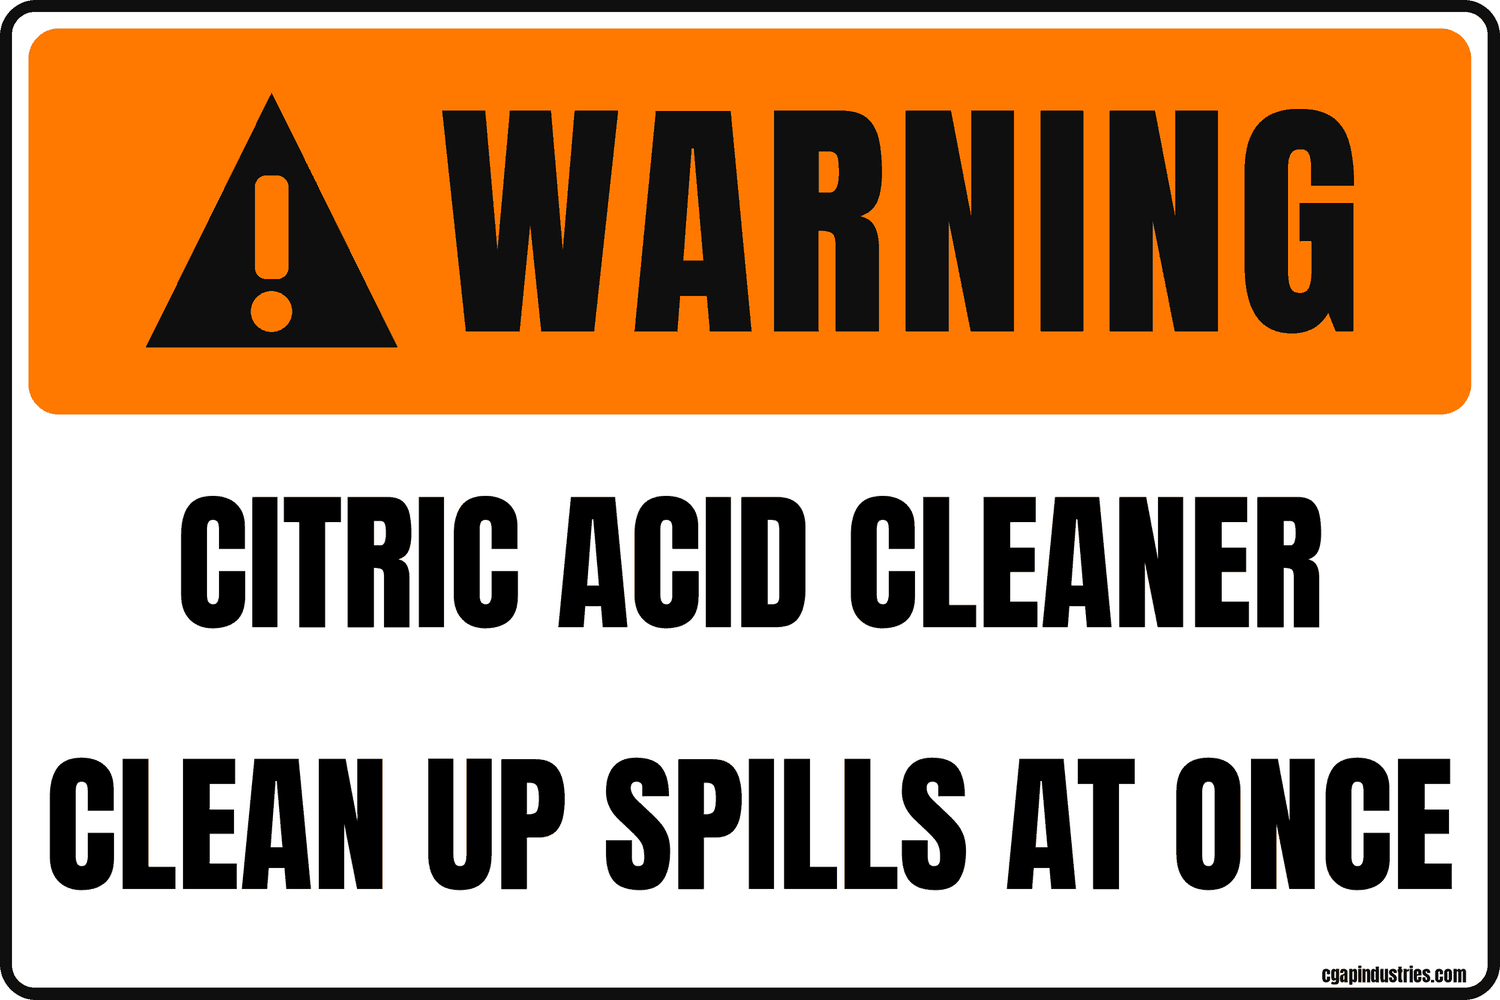 WARNING
CITRIC ACID CLEANER
CLEAN UP SPILLS AT ONCE
cgapindustries.com